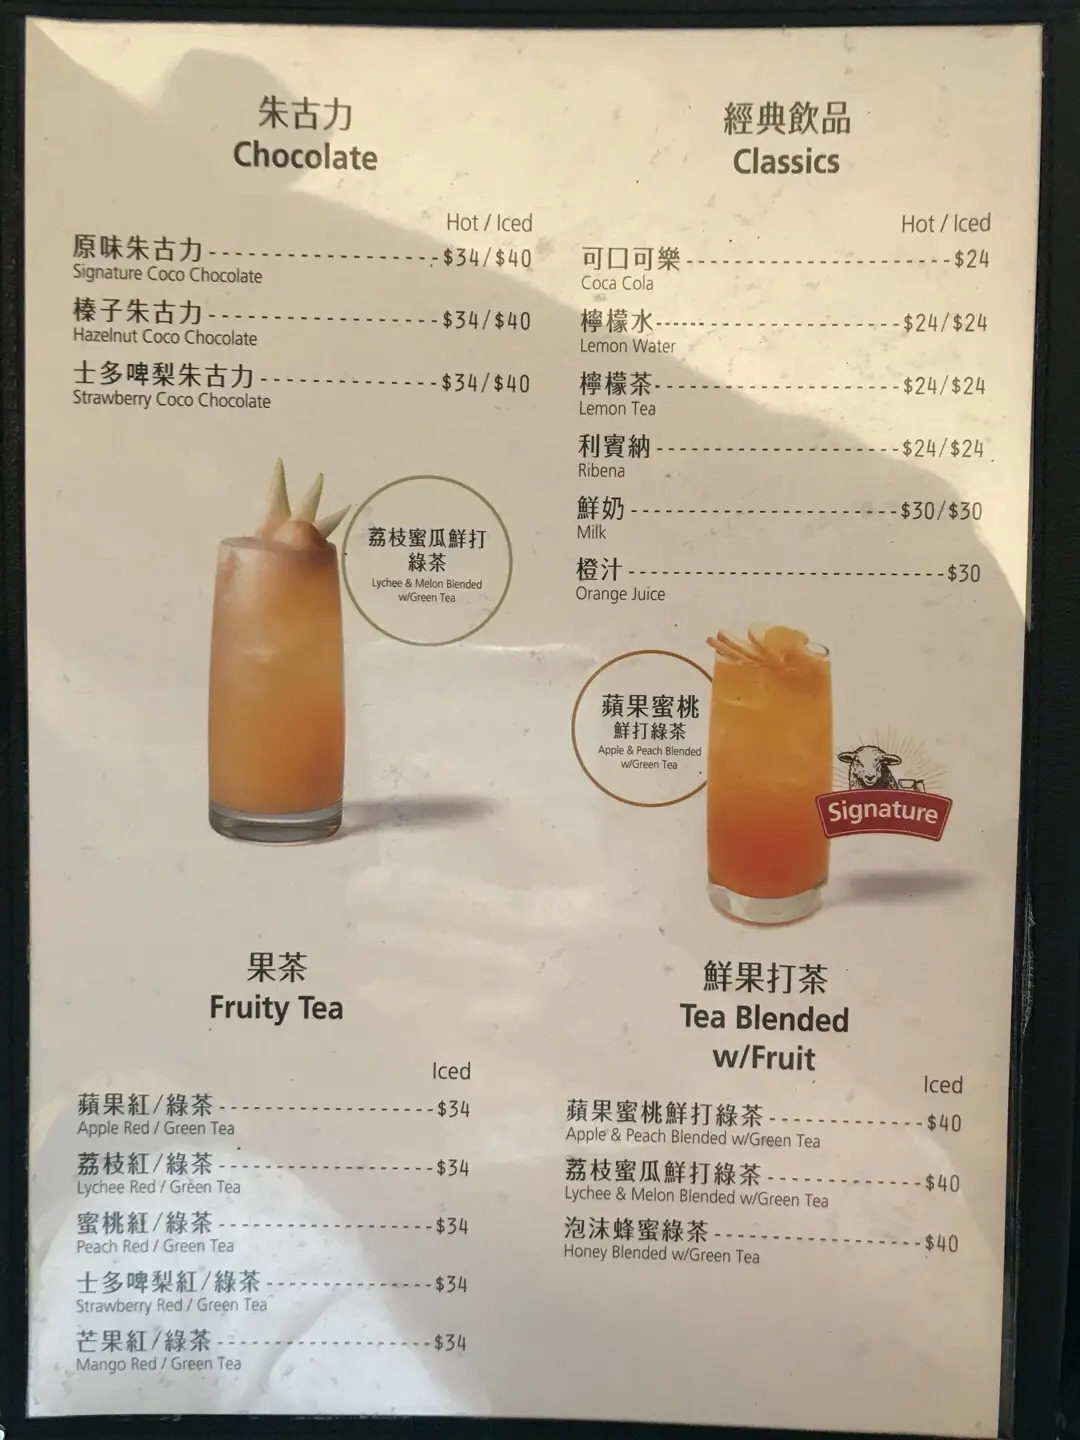 朱古力
Chocolate
Hot / Iced
原味朱古力 $34/$40
Signature Coco Chocolate
榛子朱古力 $34/$40
Hazelnut Coco Chocolate
士多啤梨朱古力 $34/$40
Strawberry Coco Chocolate
經典飲品
Classics
Hot / Iced
可口可樂 $24
Coca Cola
檸檬水 $24/$24
Lemon Water
檸檬茶 $24/$24
Lemon Tea
利賓納 $24/$24
Ribena
鮮奶 $30/$30
Milk
橙汁 $30
Orange Juice
荔枝蜜瓜鮮打
綠茶
Lychee & Melon Blended
w/Green Tea
蘋果蜜桃
鮮打綠茶
Apple & Peach Blended
w/Green Tea
Signature
果茶
Fruity Tea
Iced
蘋果紅/綠茶 $34
Apple Red / Green Tea
荔枝紅/綠茶 $34
Lychee Red / Green Tea
蜜桃紅/綠茶 $34
Peach Red / Green Tea
士多啤梨紅/綠茶 $34
Strawberry Red / Green Tea
芒果紅/綠茶 $34
Mango Red / Green Tea
鮮果打茶
Tea Blended
w/Fruit
Iced
蘋果蜜桃鮮打綠茶 $40
Apple & Peach Blended w/Green Tea
荔枝蜜瓜鮮打綠茶 $40
Lychee & Melon Blended w/Green Tea
泡沫蜂蜜綠茶 $40
Honey Blended w/Green Tea